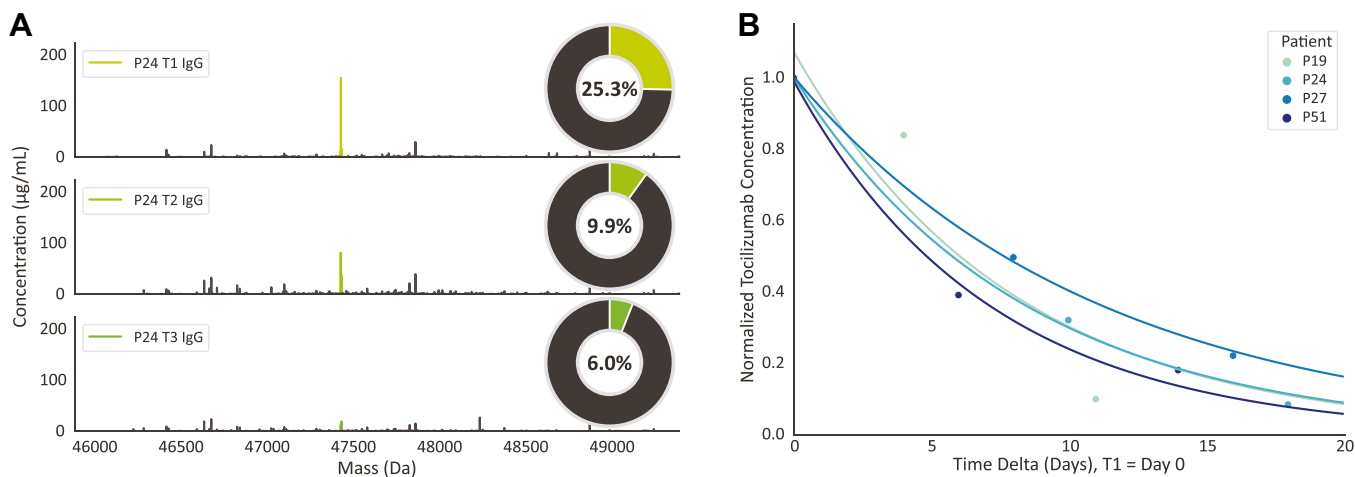 A
Concentration (µg/mL)
200
100
0
P24 T1 IgG
25.3%
200
100
0
P24 T2 IgG
9.9%
200
100
0
P24 T3 IgG
6.0%
46000 46500 47000 47500 48000 48500 49000
Mass (Da)
B
Normalized Tocilizumab Concentration
1.0
0.8
0.6
0.4
0.2
0.0
Patient
P19
P24
P27
P51
0 5 10 15 20
Time Delta (Days), T1 = Day 0